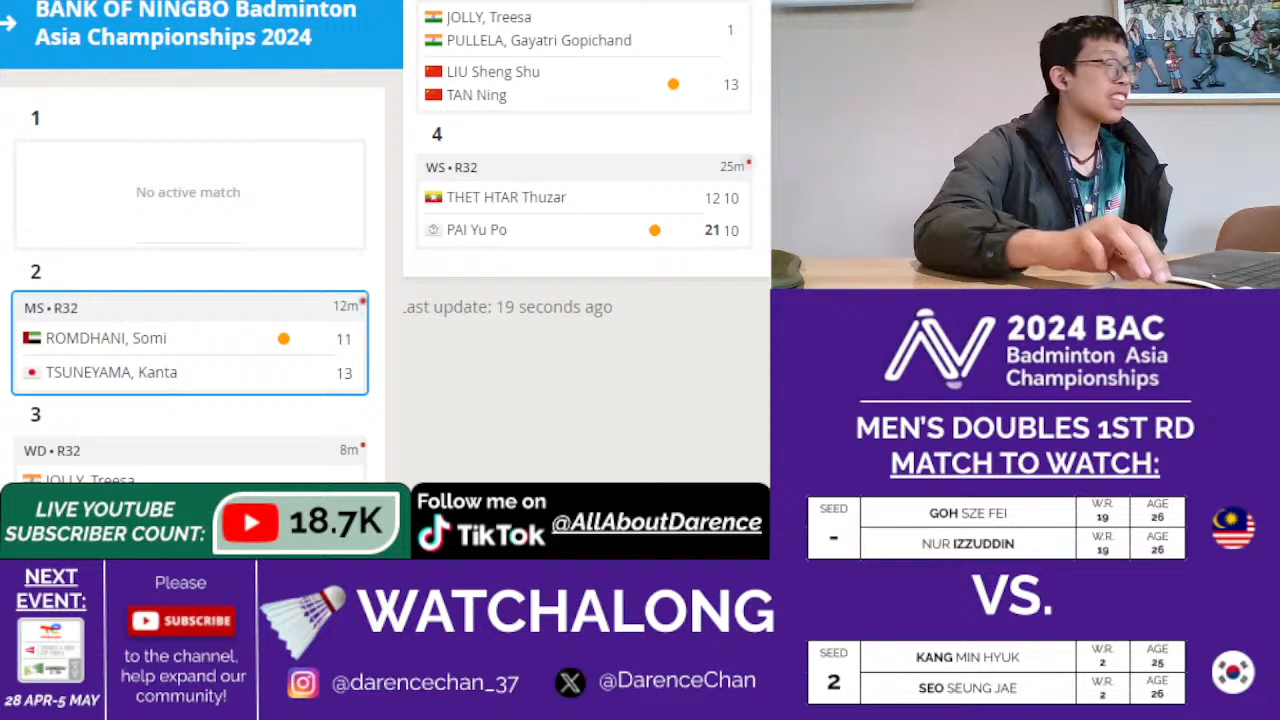 BANK OF NINGBO Badminton
Asia Championships 2024
1
No active match
2
MS • R32 12m
ROMDHANI, Somi 11
TSUNEYAMA, Kanta 13
3
WD • R32 8m
JOLLY, Treesa
JOLLY, Treesa
PULLELA, Gayatri Gopichand 1
LIU Sheng Shu
TAN Ning 13
4
WS • R32 25m
THET HTAR Thuzar 12 10
PAI Yu Po 21 10
Last update: 19 seconds ago
LIVE YOUTUBE
SUBSCRIBER COUNT:
18.7K
Follow me on
TikTok @AllAboutDarence
NEXT
EVENT:
28 APR-5 MAY
Please
SUBSCRIBE
to the channel,
help expand our
community!
WATCHALONG
@darencechan_37 @DarenceChan
2024 BAC
Badminton Asia
Championships
MEN'S DOUBLES 1ST RD
MATCH TO WATCH:
SEED
-
GOH SZE FEI W.R. 19 AGE 26
NUR IZZUDDIN W.R. 19 AGE 26
VS.
SEED
2
KANG MIN HYUK W.R. 2 AGE 25
SEO SEUNG JAE W.R. 2 AGE 26